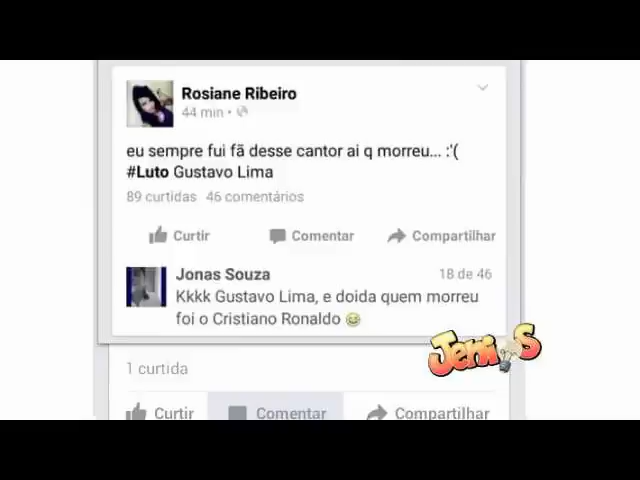 Rosiane Ribeiro
44 min •
eu sempre fui fã desse cantor ai q morreu... :'(
#Luto Gustavo Lima
89 curtidas 46 comentários
Curtir Comentar Compartilhar
Jonas Souza 18 de 46
Kkkk Gustavo Lima, e doida quem morreu
foi o Cristiano Ronaldo 😂
Jenios
1 curtida
Curtir Comentar Compartilhar